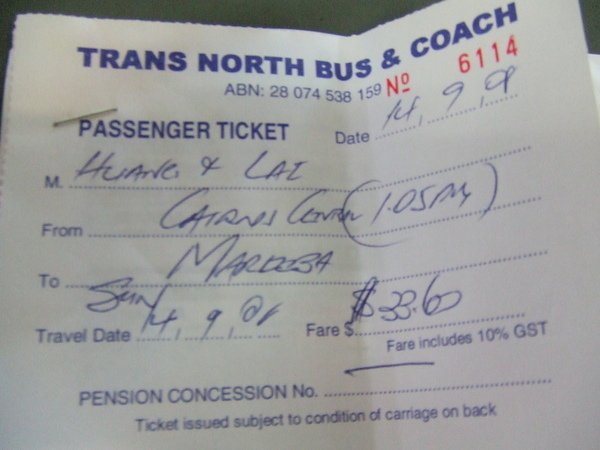 TRANS NORTH BUS & COACH
ABN: 28 074 538 159 Nº 6114
PASSENGER TICKET Date 14, 9, 08
M. HUANG & LAI
From CAIRNS CENTRAL (1.05PM)
To MAREEBA
Sun
Travel Date 14, 9, 08 Fare $ $33.60
Fare includes 10% GST
PENSION CONCESSION No.
Ticket issued subject to condition of carriage on back